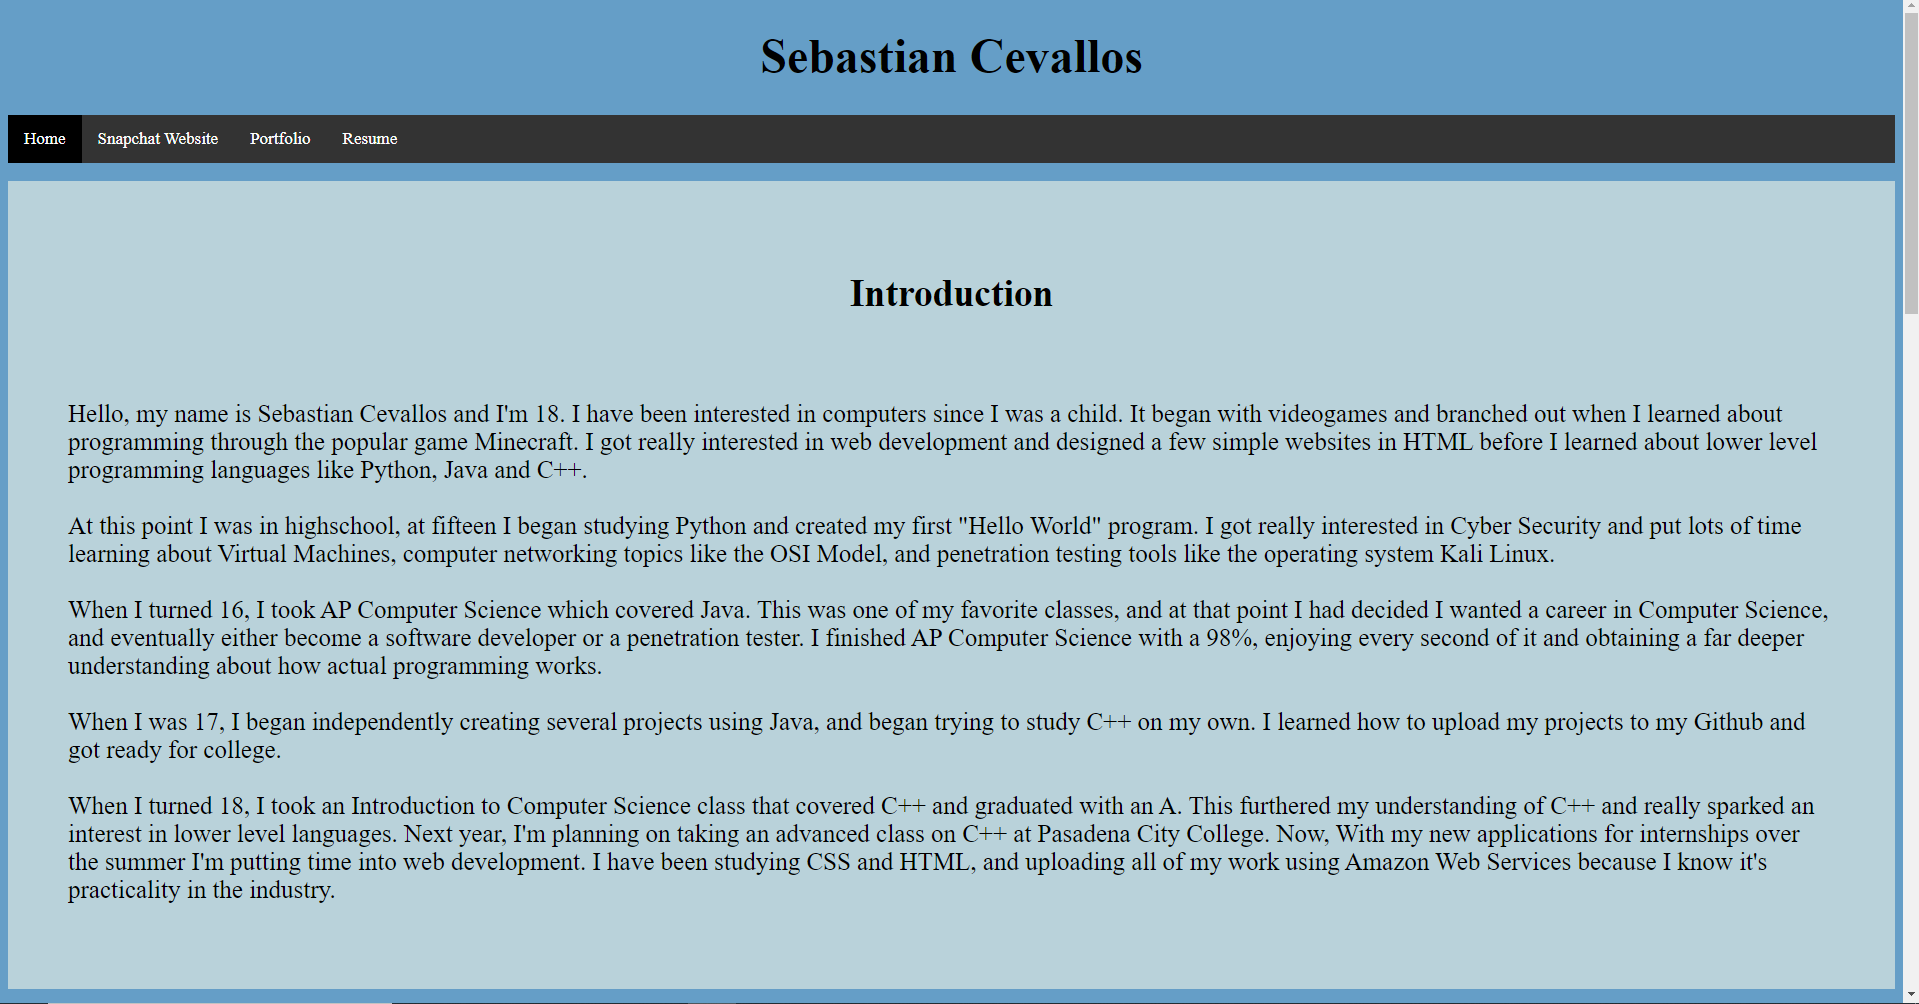 Sebastian Cevallos
Home Snapchat Website Portfolio Resume
Introduction
Hello, my name is Sebastian Cevallos and I'm 18. I have been interested in computers since I was a child. It began with videogames and branched out when I learned about
programming through the popular game Minecraft. I got really interested in web development and designed a few simple websites in HTML before I learned about lower level
programming languages like Python, Java and C++.
At this point I was in highschool, at fifteen I began studying Python and created my first "Hello World" program. I got really interested in Cyber Security and put lots of time
learning about Virtual Machines, computer networking topics like the OSI Model, and penetration testing tools like the operating system Kali Linux.
When I turned 16, I took AP Computer Science which covered Java. This was one of my favorite classes, and at that point I had decided I wanted a career in Computer Science,
and eventually either become a software developer or a penetration tester. I finished AP Computer Science with a 98%, enjoying every second of it and obtaining a far deeper
understanding about how actual programming works.
When I was 17, I began independently creating several projects using Java, and began trying to study C++ on my own. I learned how to upload my projects to my Github and
got ready for college.
When I turned 18, I took an Introduction to Computer Science class that covered C++ and graduated with an A. This furthered my understanding of C++ and really sparked an
interest in lower level languages. Next year, I'm planning on taking an advanced class on C++ at Pasadena City College. Now, With my new applications for internships over
the summer I'm putting time into web development. I have been studying CSS and HTML, and uploading all of my work using Amazon Web Services because I know it's
practicality in the industry.